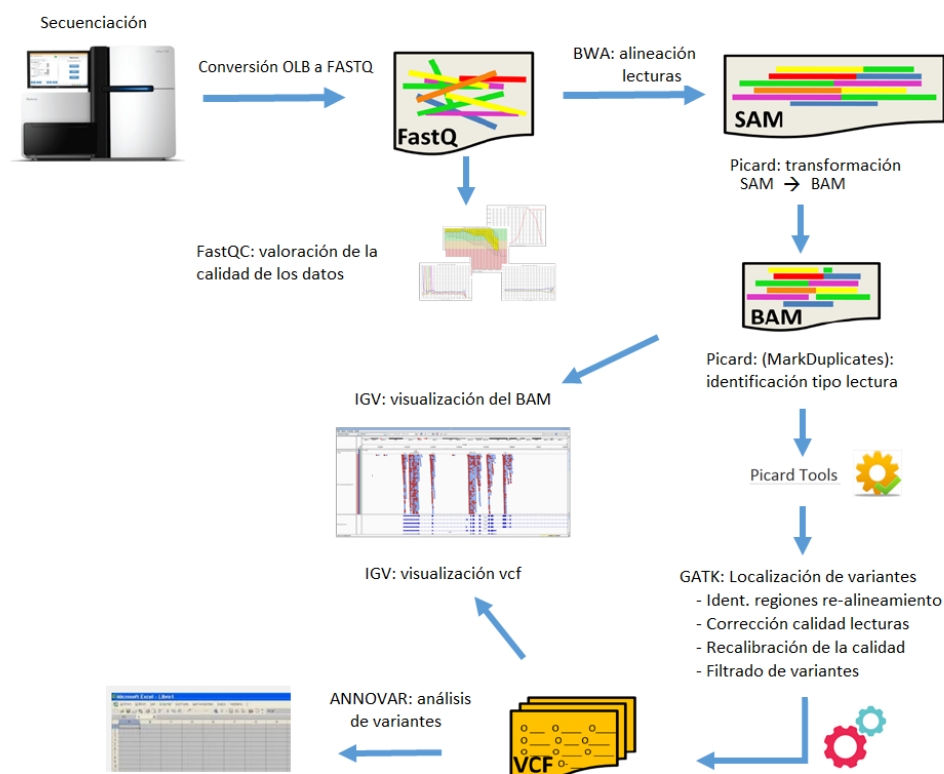 Secuenciación
Conversión OLB a FASTQ
FastQ
BWA: alineación
lecturas
SAM
Picard: transformación
SAM → BAM
FastQC: valoración de la
calidad de los datos
BAM
Picard: (MarkDuplicates):
identificación tipo lectura
IGV: visualización del BAM
Picard Tools
IGV: visualización vcf
GATK: Localización de variantes
- Ident. regiones re-alineamiento
- Corrección calidad lecturas
- Recalibración de la calidad
- Filtrado de variantes
Microsoft Excel - Libro1
ANNOVAR: análisis
de variantes
VCF